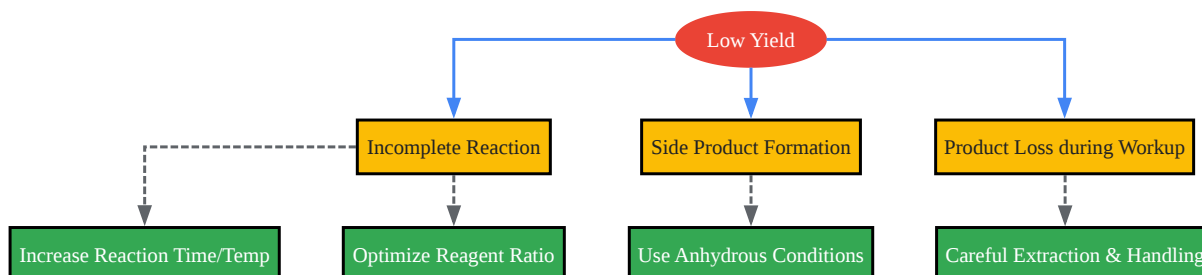 Low Yield
Incomplete Reaction
Side Product Formation
Product Loss during Workup
Increase Reaction Time/Temp
Optimize Reagent Ratio
Use Anhydrous Conditions
Careful Extraction & Handling